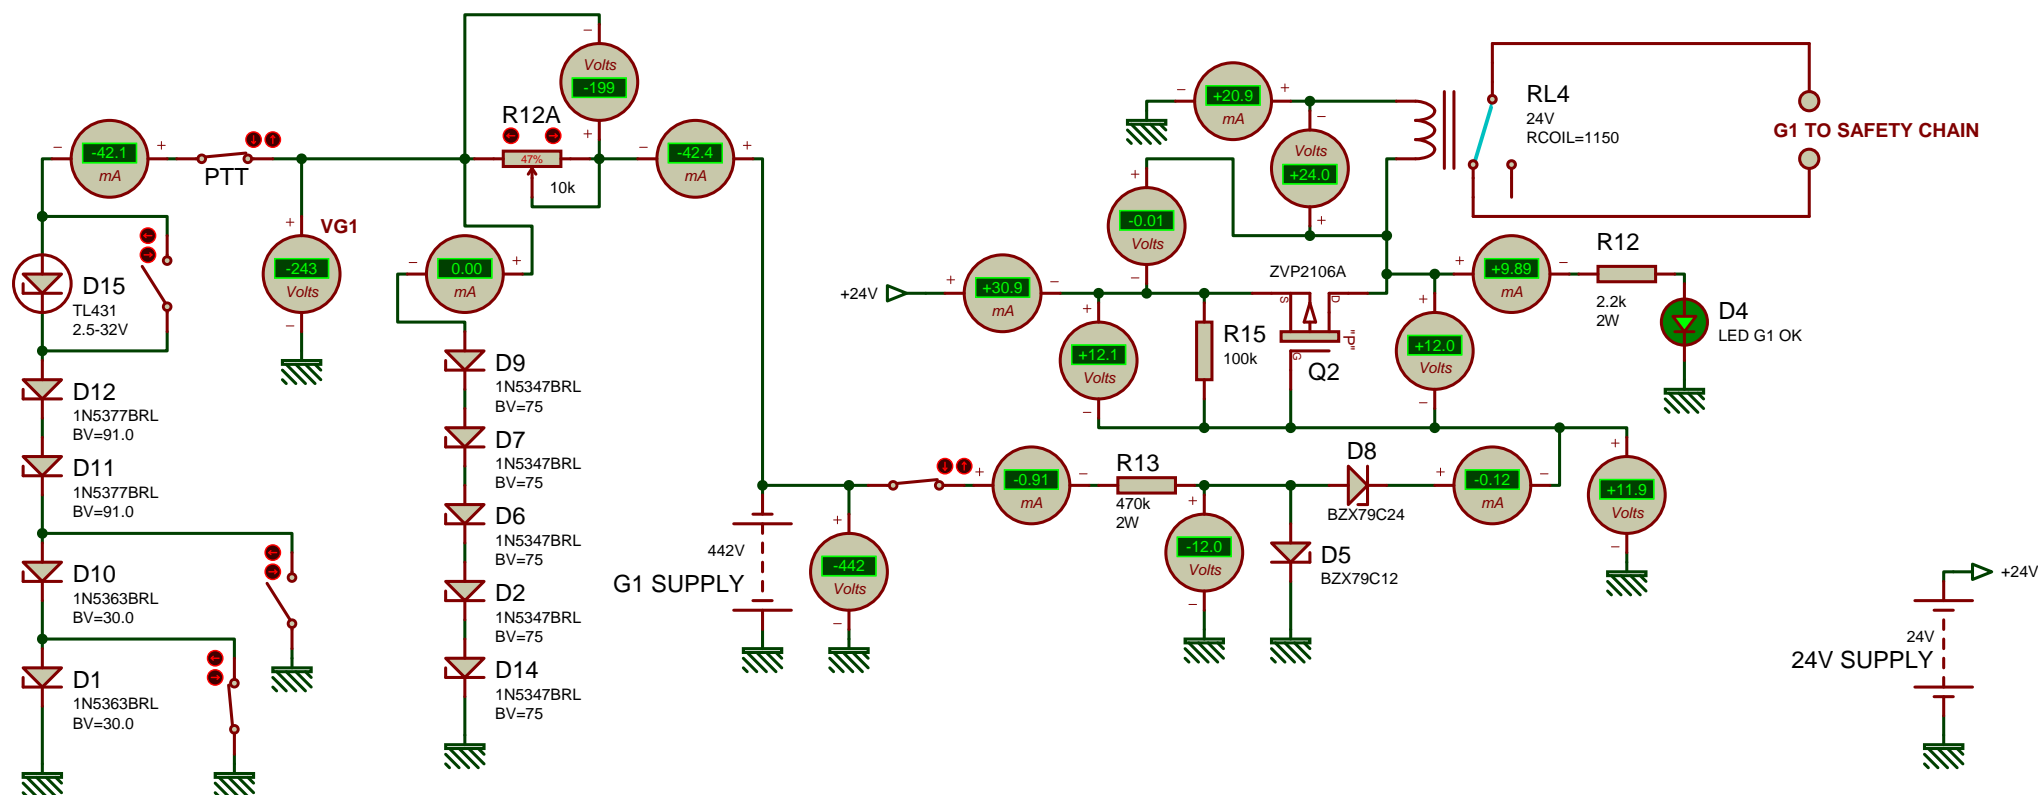 Volts
-199
-
+
R12A
47%
10k
-
-42.1
+
mA
PTT
-
-42.4
+
mA
+
VG1
-243
Volts
-
D15
TL431
2.5-32V
-
0.00
+
mA
D12
1N5377BRL
BV=91.0
D11
1N5377BRL
BV=91.0
D10
1N5363BRL
BV=30.0
D1
1N5363BRL
BV=30.0
D9
1N5347BRL
BV=75
D7
1N5347BRL
BV=75
D6
1N5347BRL
BV=75
D2
1N5347BRL
BV=75
D14
1N5347BRL
BV=75
442V
G1 SUPPLY
+
-442
Volts
-
-
+20.9
+
mA
-
Volts
+24.0
+
+
-0.01
Volts
-
RL4
24V
RCOIL=1150
G1 TO SAFETY CHAIN
+24V
+
+30.9
-
mA
+
+12.1
Volts
-
R15
100k
ZVP2106A
S
D
G
"P"
Q2
+
+12.0
Volts
-
+
+9.89
-
mA
R12
2.2k
2W
D4
LED G1 OK
+
-0.91
-
mA
R13
470k
2W
+
-12.0
Volts
-
D8
BZX79C24
D5
BZX79C12
+
-0.12
-
mA
+
+11.9
Volts
-
+24V
24V
24V SUPPLY